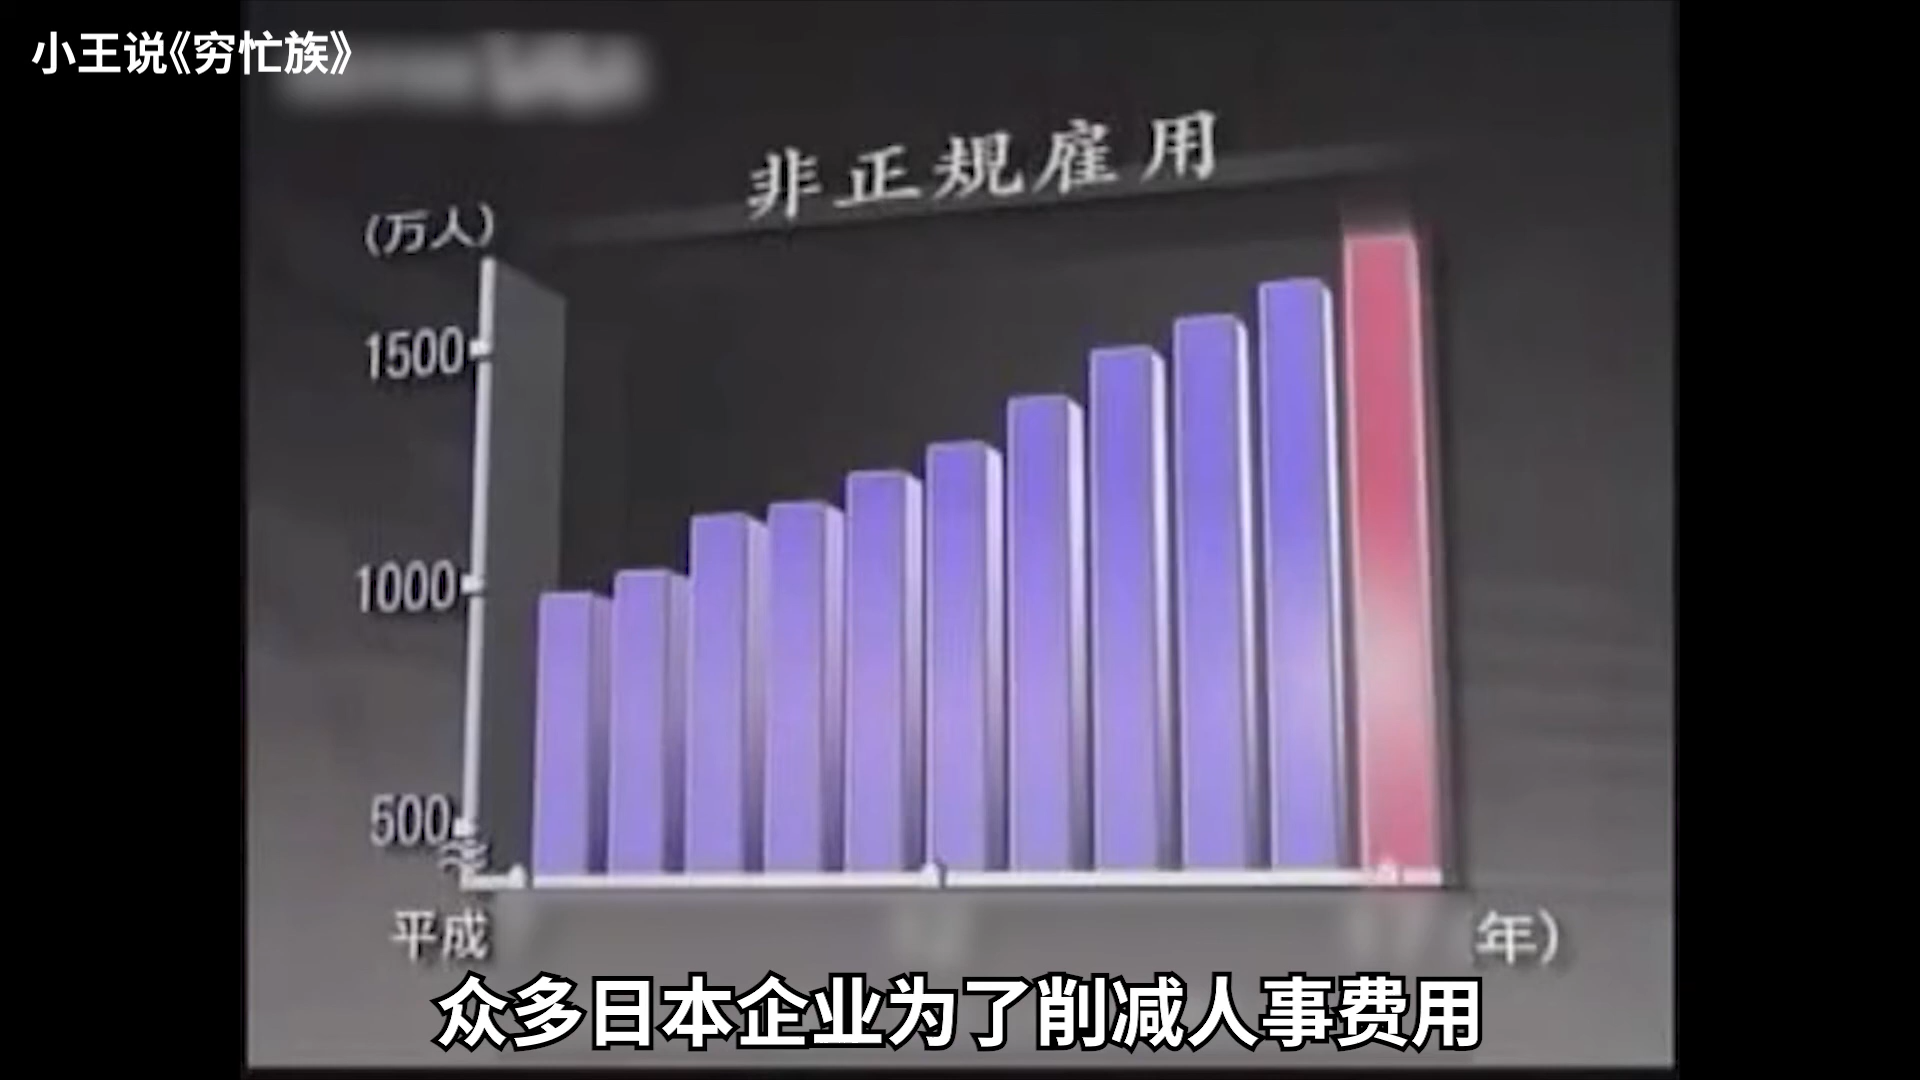 小王说《穷忙族》
非正規雇用
(万人)
1500
1000
500
平成
年)
众多日本企业为了削减人事费用